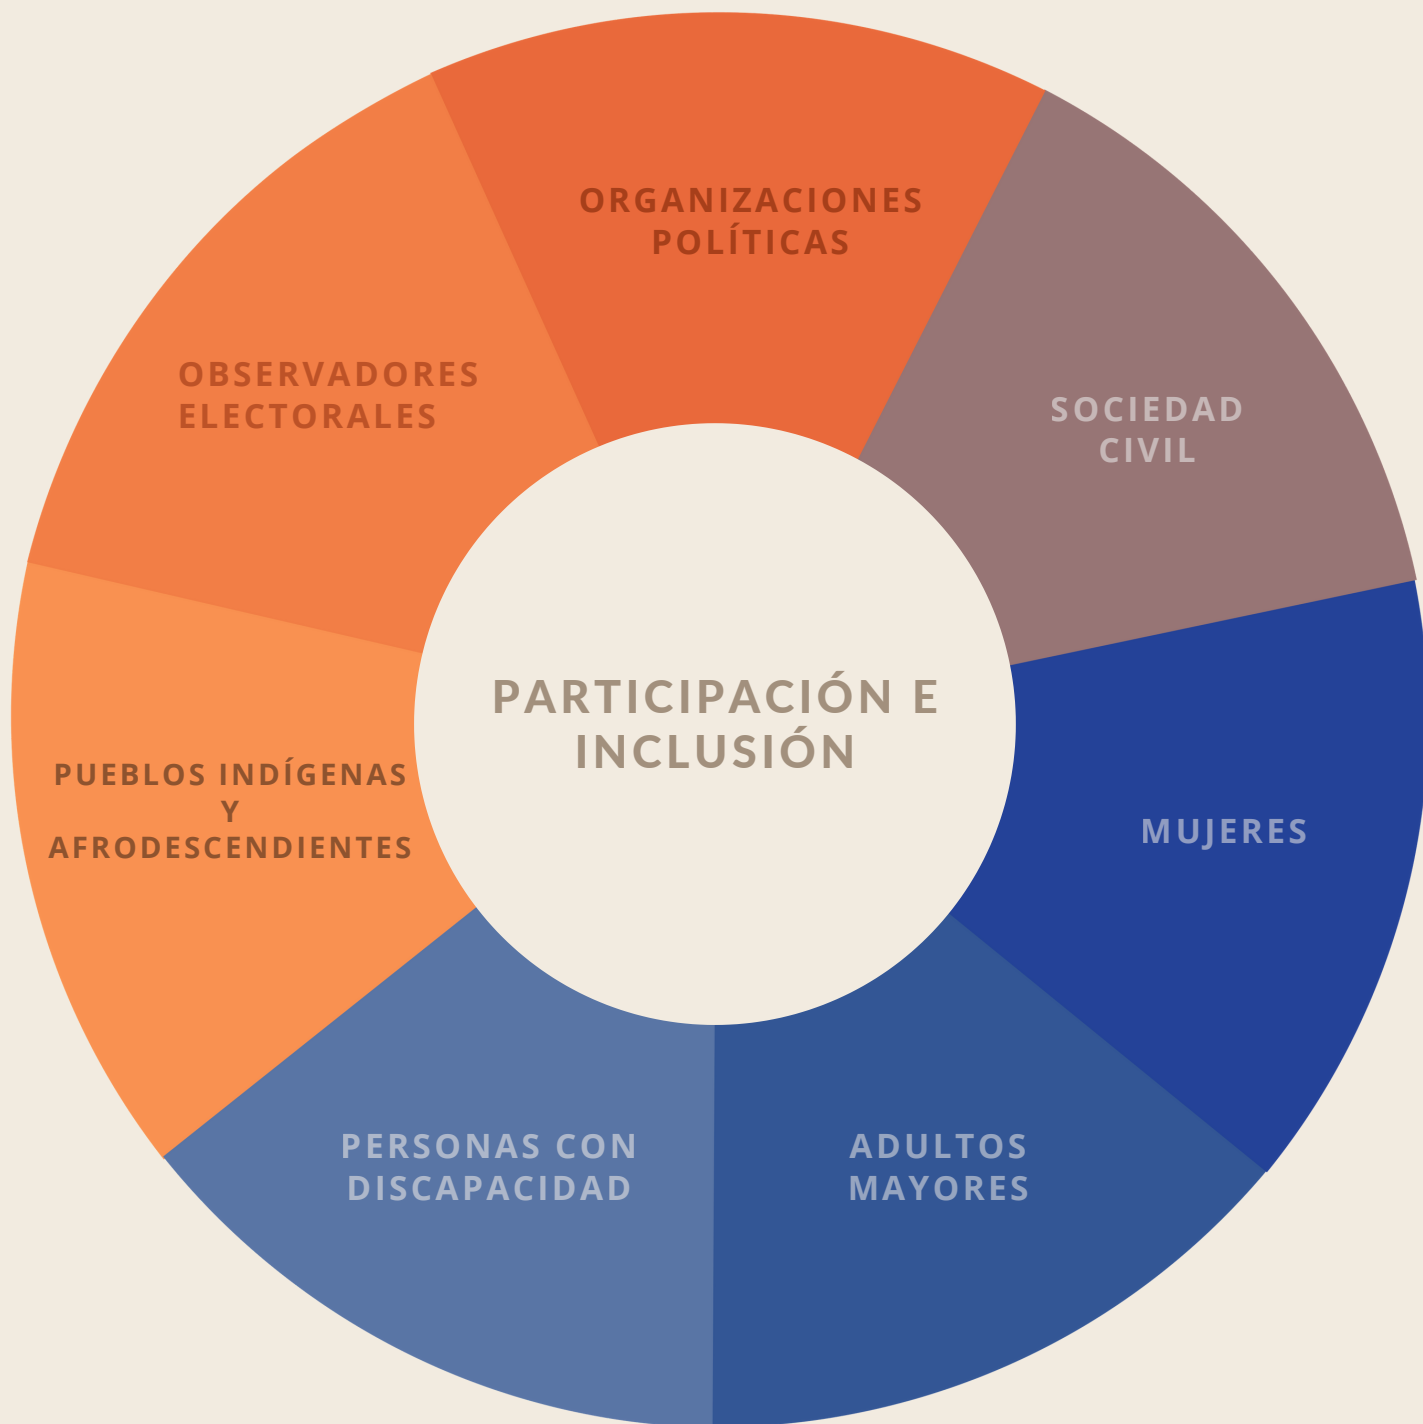 ORGANIZACIONES
POLÍTICAS
OBSERVADORES
ELECTORALES
SOCIEDAD
CIVIL
PARTICIPACIÓN E
INCLUSIÓN
PUEBLOS INDÍGENAS
Y
AFRODESCENDIENTES
MUJERES
PERSONAS CON
DISCAPACIDAD
ADULTOS
MAYORES